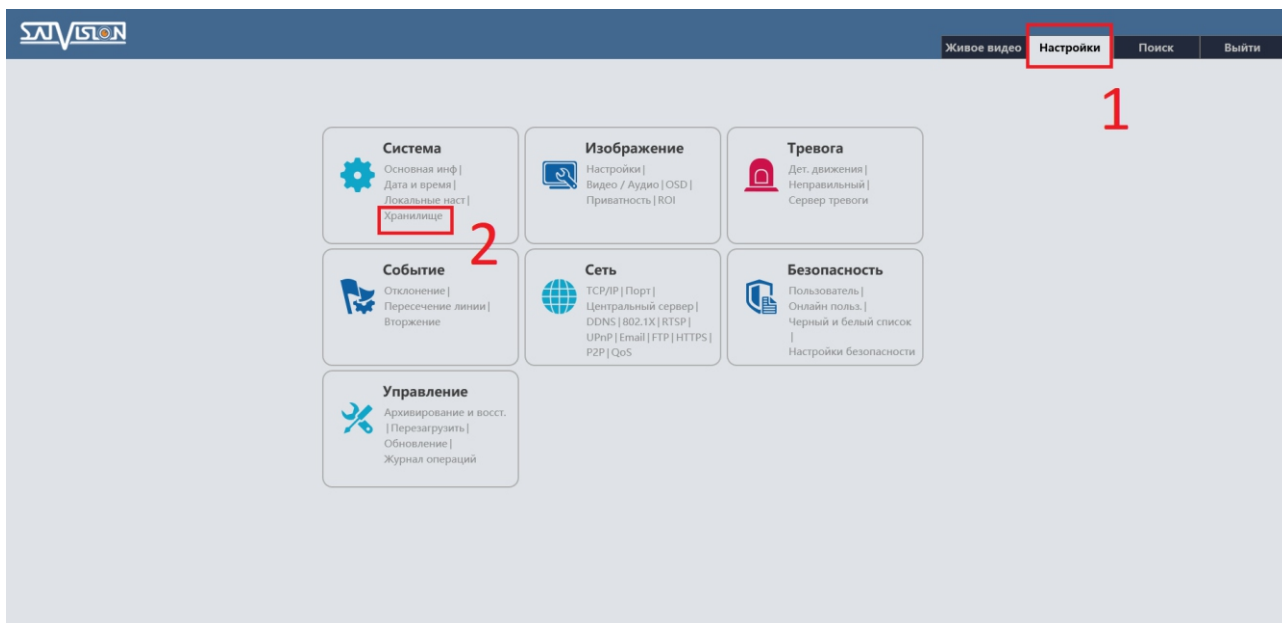 SATVISION
Живое видео
Настройки
Поиск
Выйти
1
Система
Основная инф|
Дата и время|
Локальные наст|
Хранилище
2
Изображение
Настройки|
Видео / Аудио|OSD|
Приватность|ROI
Тревога
Дет. движения|
Неправильный|
Сервер тревоги
Событие
Отклонение|
Пересечение линии|
Вторжение
Сеть
TCP/IP|Порт|
Центральный сервер|
DDNS|802.1X|RTSP|
UPnP|Email|FTP|HTTPS|
P2P|QoS
Безопасность
Пользователь|
Онлайн польз.|
Черный и белый список
|
Настройки безопасности
Управление
Архивирование и восст.
|Перезагрузить|
Обновление|
Журнал операций